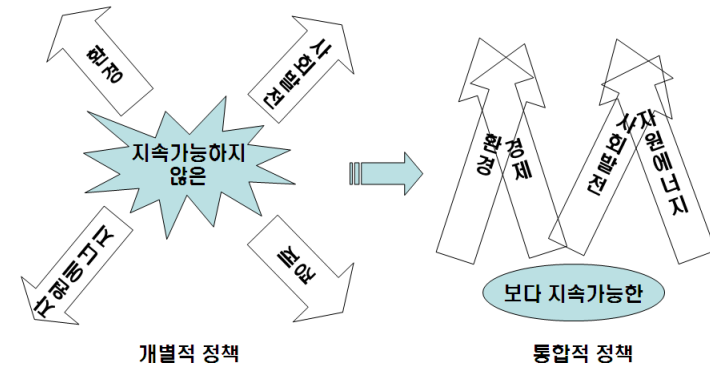 환경
사회발전
지속가능하지
않은
자원에너지
경제
개별적 정책
환경
경제
사회발전
자원에너지
보다 지속가능한
통합적 정책